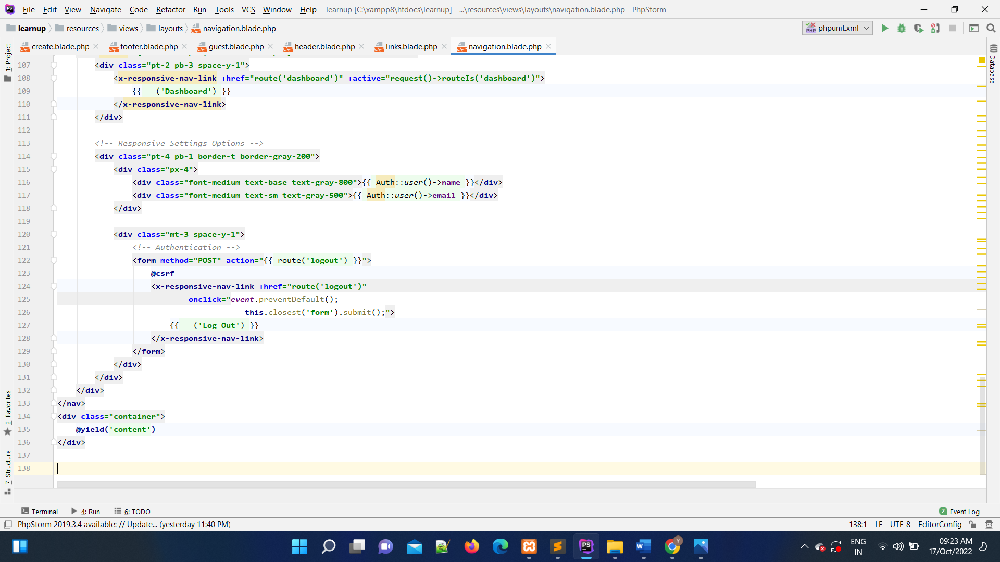 File Edit View Navigate Code Refactor Run Tools VCS Window Help learnup [C:\xampp8\htdocs\learnup] - ...\resources\views\layouts\navigation.blade.php - PhpStorm
learnup resources views layouts navigation.blade.php phpunit.xml
create.blade.php footer.blade.php guest.blade.php header.blade.php links.blade.php navigation.blade.php
1: Project
Database
107 <div class="pt-2 pb-3 space-y-1">
108 <x-responsive-nav-link :href="route('dashboard')" :active="request()->routeIs('dashboard')">
109 {{ __('Dashboard') }}
110 </x-responsive-nav-link>
111 </div>
112
113 <!-- Responsive Settings Options -->
114 <div class="pt-4 pb-1 border-t border-gray-200">
115 <div class="px-4">
116 <div class="font-medium text-base text-gray-800">{{ Auth::user()->name }}</div>
117 <div class="font-medium text-sm text-gray-500">{{ Auth::user()->email }}</div>
118 </div>
119
120 <div class="mt-3 space-y-1">
121 <!-- Authentication -->
122 <form method="POST" action="{{ route('logout') }}">
123 @csrf
124 <x-responsive-nav-link :href="route('logout')"
125 onclick="event.preventDefault();
126 this.closest('form').submit();">
127 {{ __('Log Out') }}
128 </x-responsive-nav-link>
129 </form>
130 </div>
131 </div>
132 </div>
133 </nav>
134 <div class="container">
135 @yield('content')
136 </div>
137
138
2: Favorites
7: Structure
Terminal 4: Run 6: TODO 2 Event Log
PhpStorm 2019.3.4 available: // Update... (yesterday 11:40 PM) 138:1 LF UTF-8 EditorConfig
ENG
IN
09:23 AM
17/Oct/2022